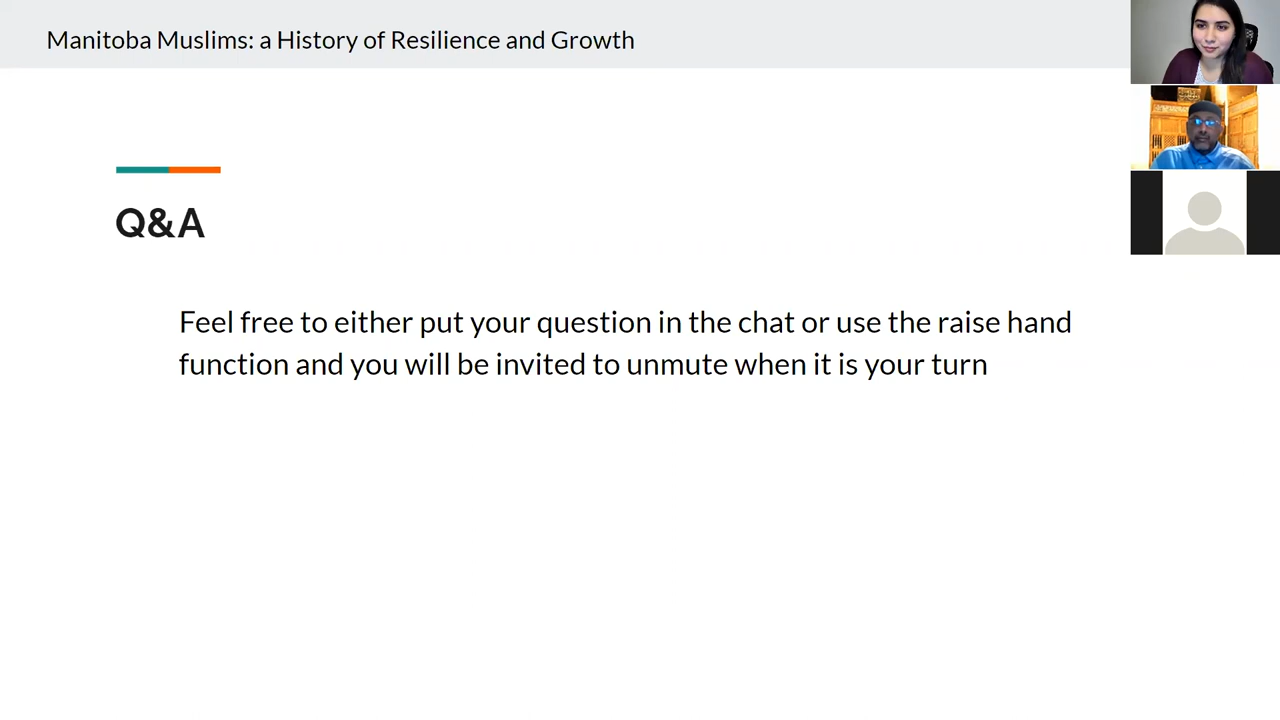 Manitoba Muslims: a History of Resilience and Growth
Q&A
Feel free to either put your question in the chat or use the raise hand
function and you will be invited to unmute when it is your turn